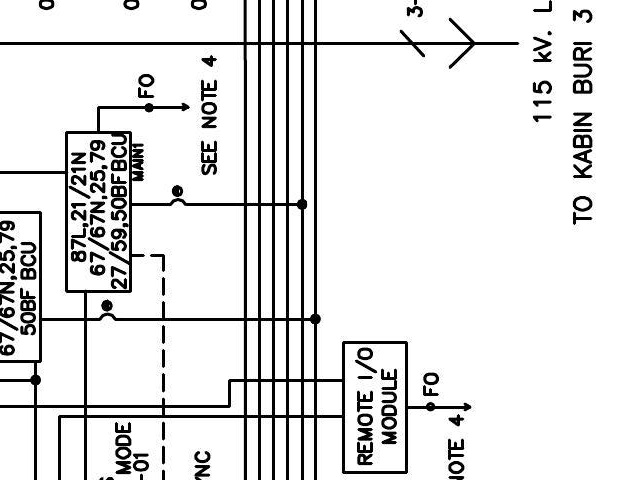 115 kV. L
TO KABIN BURI 3
3-
FO
SEE NOTE 4
87L,21/21N
67/67N,25,79
27/59,50BF BCU
MAIN1
67/67N,25,79
50BF BCU
REMOTE I/O
MODULE
FO
NOTE 4
MODE
-01
YNC